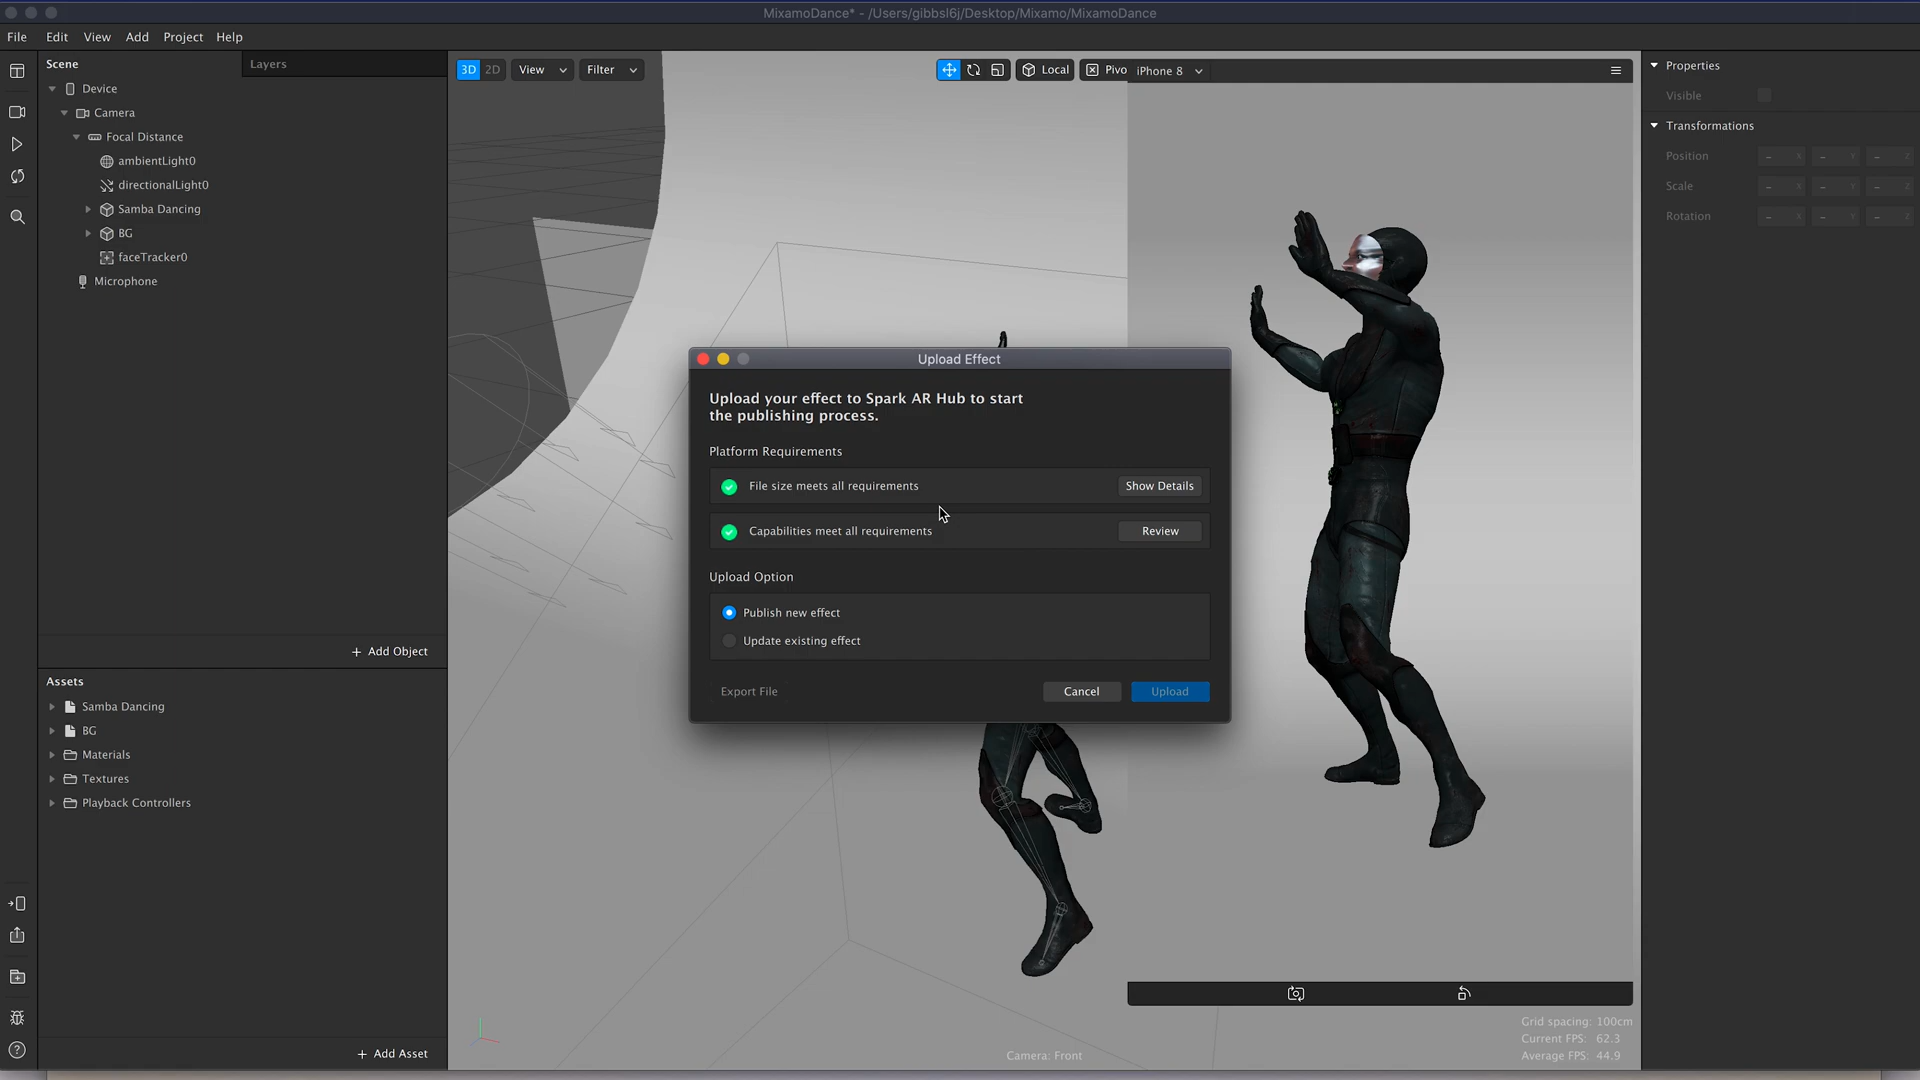 MixamoDance* - /Users/gibbsl6j/Desktop/Mixamo/MixamoDance
File Edit View Add Project Help
Scene Layers
Device
Camera
Focal Distance
ambientLight0
directionalLight0
Samba Dancing
BG
faceTracker0
Microphone
+ Add Object
Assets
Samba Dancing
BG
Materials
Textures
Playback Controllers
+ Add Asset
3D 2D View Filter Local Pivo iPhone 8
Upload Effect
Upload your effect to Spark AR Hub to start
the publishing process.
Platform Requirements
File size meets all requirements Show Details
Capabilities meet all requirements Review
Upload Option
Publish new effect
Update existing effect
Export File Cancel Upload
Camera: Front
Grid spacing: 100cm
Current FPS: 62.3
Average FPS: 44.9
Properties
Visible
Transformations
Position - X - Y - Z
Scale - X - Y - Z
Rotation - X - Y - Z